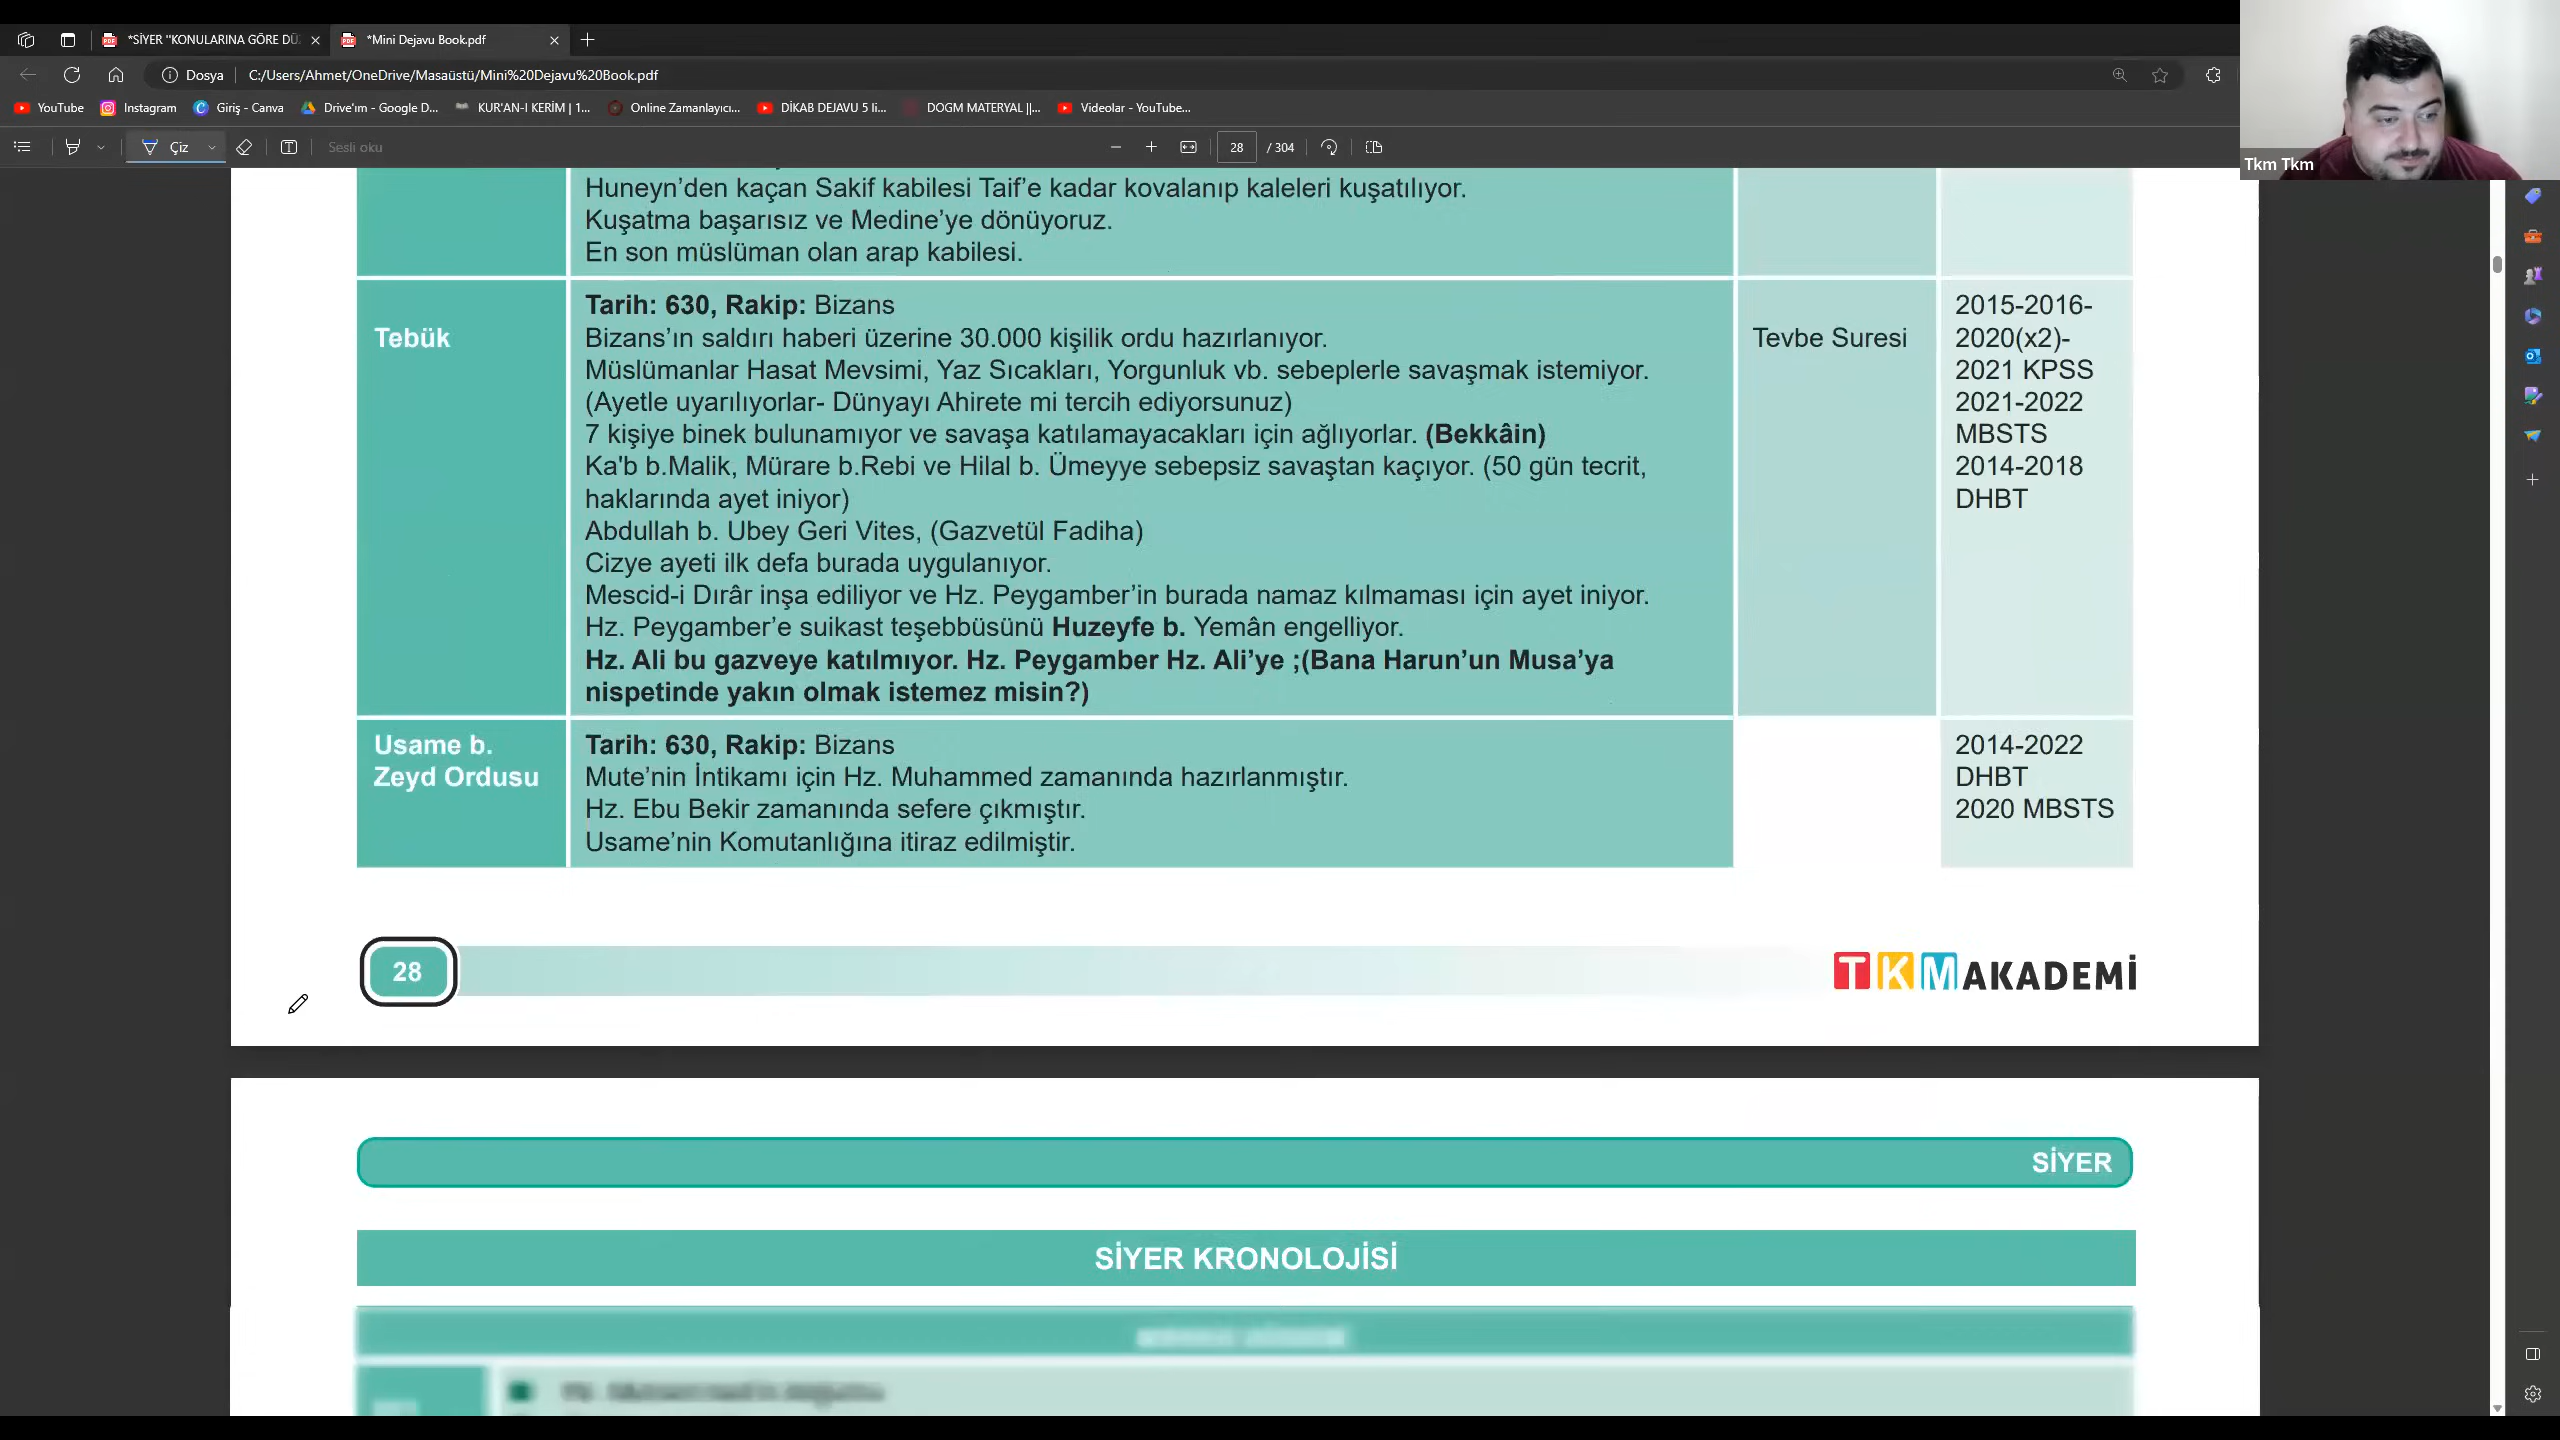 *SİYER "KONULARINA GÖRE DÜ
*Mini Dejavu Book.pdf
Dosya
C:/Users/Ahmet/OneDrive/Masaüstü/Mini%20Dejavu%20Book.pdf
YouTube
Instagram
Giriş - Canva
Drive'ım - Google D...
KUR'AN-I KERİM | 1...
Online Zamanlayıcı...
DİKAB DEJAVU 5 li...
DOGM MATERYAL ||...
Videolar - YouTube...
Çiz
Sesli oku
28 / 304
Tkm Tkm
Huneyn’den kaçan Sakif kabilesi Taif’e kadar kovalanıp kaleleri kuşatılıyor.
Kuşatma başarısız ve Medine’ye dönüyoruz.
En son müslüman olan arap kabilesi.
Tebük
Tarih: 630, Rakip: Bizans
Bizans’ın saldırı haberi üzerine 30.000 kişilik ordu hazırlanıyor.
Müslümanlar Hasat Mevsimi, Yaz Sıcakları, Yorgunluk vb. sebeplerle savaşmak istemiyor.
(Ayetle uyarılıyorlar- Dünyayı Ahirete mi tercih ediyorsunuz)
7 kişiye binek bulunamıyor ve savaşa katılamayacakları için ağlıyorlar. (Bekkâin)
Ka'b b.Malik, Mürare b.Rebi ve Hilal b. Ümeyye sebepsiz savaştan kaçıyor. (50 gün tecrit,
haklarında ayet iniyor)
Abdullah b. Ubey Geri Vites, (Gazvetül Fadiha)
Cizye ayeti ilk defa burada uygulanıyor.
Mescid-i Dırâr inşa ediliyor ve Hz. Peygamber’in burada namaz kılmaması için ayet iniyor.
Hz. Peygamber’e suikast teşebbüsünü Huzeyfe b. Yemân engelliyor.
Hz. Ali bu gazveye katılmıyor. Hz. Peygamber Hz. Ali’ye ;(Bana Harun’un Musa’ya
nispetinde yakın olmak istemez misin?)
Tevbe Suresi
2015-2016-
2020(x2)-
2021 KPSS
2021-2022
MBSTS
2014-2018
DHBT
Usame b.
Zeyd Ordusu
Tarih: 630, Rakip: Bizans
Mute’nin İntikamı için Hz. Muhammed zamanında hazırlanmıştır.
Hz. Ebu Bekir zamanında sefere çıkmıştır.
Usame’nin Komutanlığına itiraz edilmiştir.
2014-2022
DHBT
2020 MBSTS
28
TKM AKADEMİ
SİYER
SİYER KRONOLOJİSİ